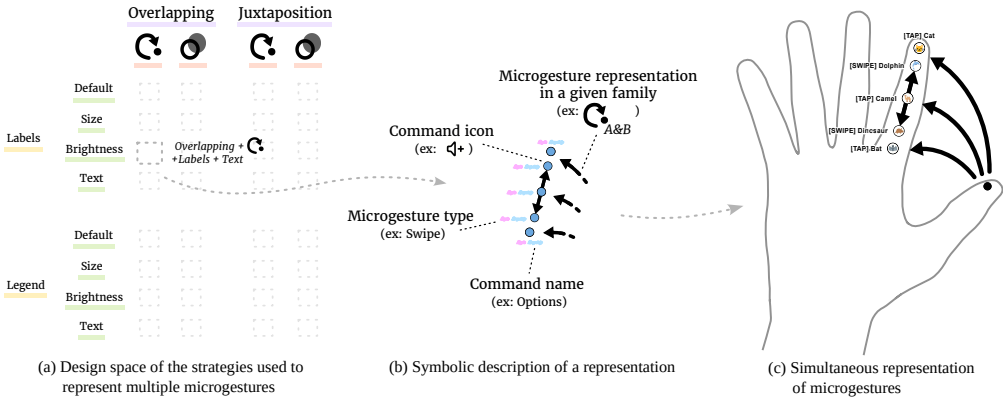 Overlapping Juxtaposition
Default
Size
Labels
Brightness
Overlapping +
+Labels + Text
Text
Default
Size
Legend
Brightness
Text
(a) Design space of the strategies used to
represent multiple microgestures
Microgesture representation
in a given family
(ex: )
A&B
Command icon
(ex: )
Microgesture type
(ex: Swipe)
Command name
(ex: Options)
(b) Symbolic description of a representation
[TAP] Cat
[SWIPE] Dolphin
[TAP] Camel
[SWIPE] Dinosaur
[TAP] Bat
(c) Simultaneous representation
of microgestures